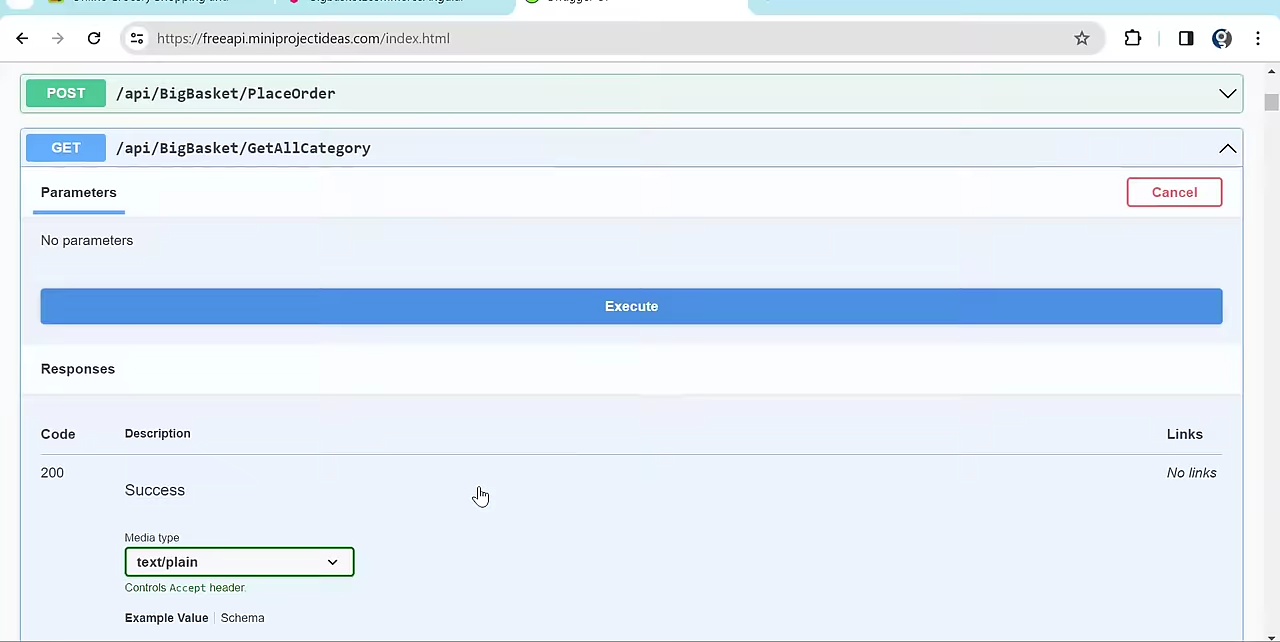 https://freeapi.miniprojectideas.com/index.html
POST /api/BigBasket/PlaceOrder
GET /api/BigBasket/GetAllCategory
Parameters
Cancel
No parameters
Execute
Responses
Code Description Links
200 Success No links
Media type
text/plain
Controls Accept header.
Example Value Schema